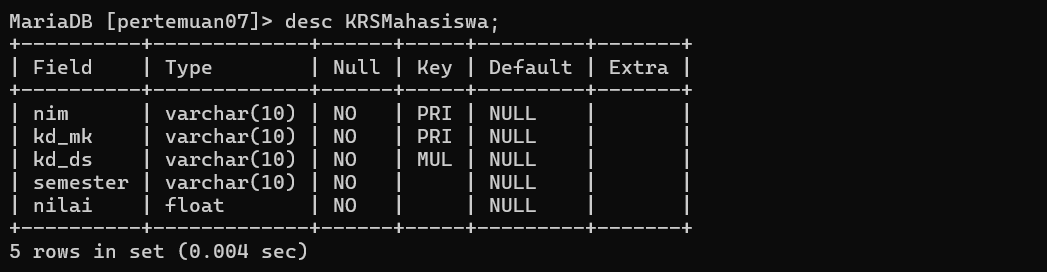 MariaDB [pertemuan07]> desc KRSMahasiswa;
+----------+-------------+------+-----+---------+-------+
| Field    | Type        | Null | Key | Default | Extra |
+----------+-------------+------+-----+---------+-------+
| nim      | varchar(10) | NO   | PRI | NULL    |       |
| kd_mk    | varchar(10) | NO   | PRI | NULL    |       |
| kd_ds    | varchar(10) | NO   | MUL | NULL    |       |
| semester | varchar(10) | NO   |     | NULL    |       |
| nilai    | float       | NO   |     | NULL    |       |
+----------+-------------+------+-----+---------+-------+
5 rows in set (0.004 sec)